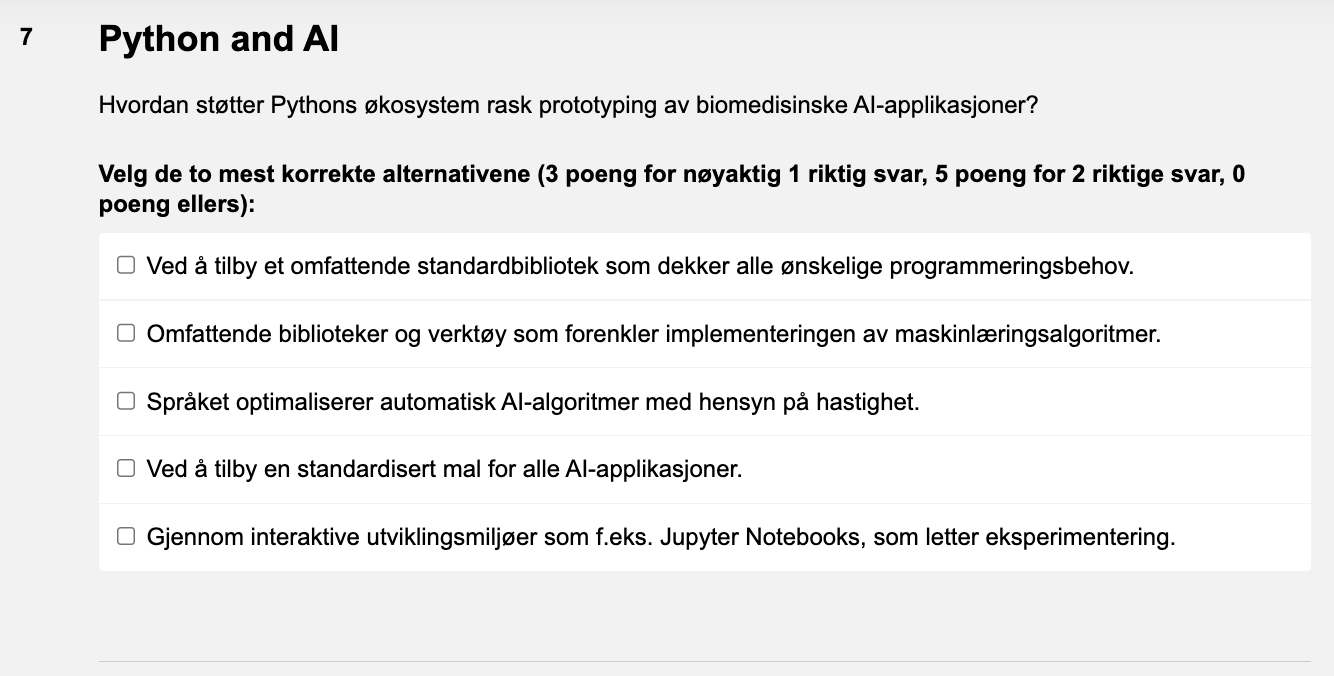 7
Python and AI
Hvordan støtter Pythons økosystem rask prototyping av biomedisinske AI-applikasjoner?
Velg de to mest korrekte alternativene (3 poeng for nøyaktig 1 riktig svar, 5 poeng for 2 riktige svar, 0
poeng ellers):
Ved å tilby et omfattende standardbibliotek som dekker alle ønskelige programmeringsbehov.
Omfattende biblioteker og verktøy som forenkler implementeringen av maskinlæringsalgoritmer.
Språket optimaliserer automatisk AI-algoritmer med hensyn på hastighet.
Ved å tilby en standardisert mal for alle AI-applikasjoner.
Gjennom interaktive utviklingsmiljøer som f.eks. Jupyter Notebooks, som letter eksperimentering.